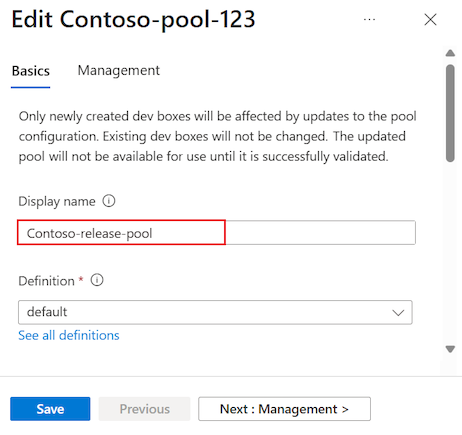 Edit Contoso-pool-123
...
Basics Management
Only newly created dev boxes will be affected by updates to the pool
configuration. Existing dev boxes will not be changed. The updated
pool will not be available for use until it is successfully validated.
Display name
Contoso-release-pool
Definition *
default
See all definitions
Save Previous Next : Management >